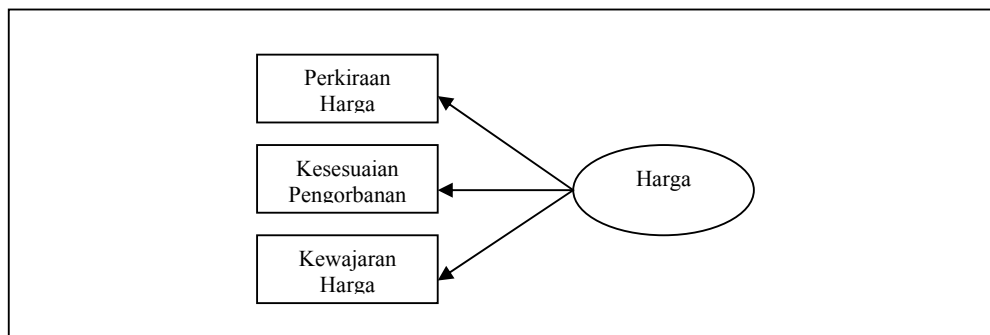 Perkiraan
Harga
Kesesuaian
Pengorbanan
Harga
Kewajaran
Harga